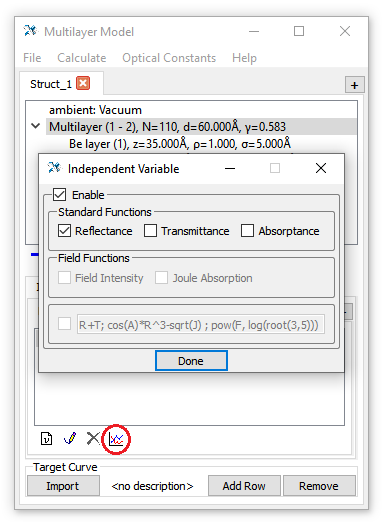 Multilayer Model
File Calculate Optical Constants Help
Struct_1
+
ambient: Vacuum
Multilayer (1 - 2), N=110, d=60.000Å, γ=0.583
Be layer (1), z=35.000Å, ρ=1.000, σ=5.000Å
Independent Variable
Enable
Standard Functions
Reflectance Transmittance Absorptance
Field Functions
Field Intensity Joule Absorption
R+T; cos(A)*R^3-sqrt(J) ; pow(F, log(root(3,5)))
Done
Target Curve
Import <no description> Add Row Remove